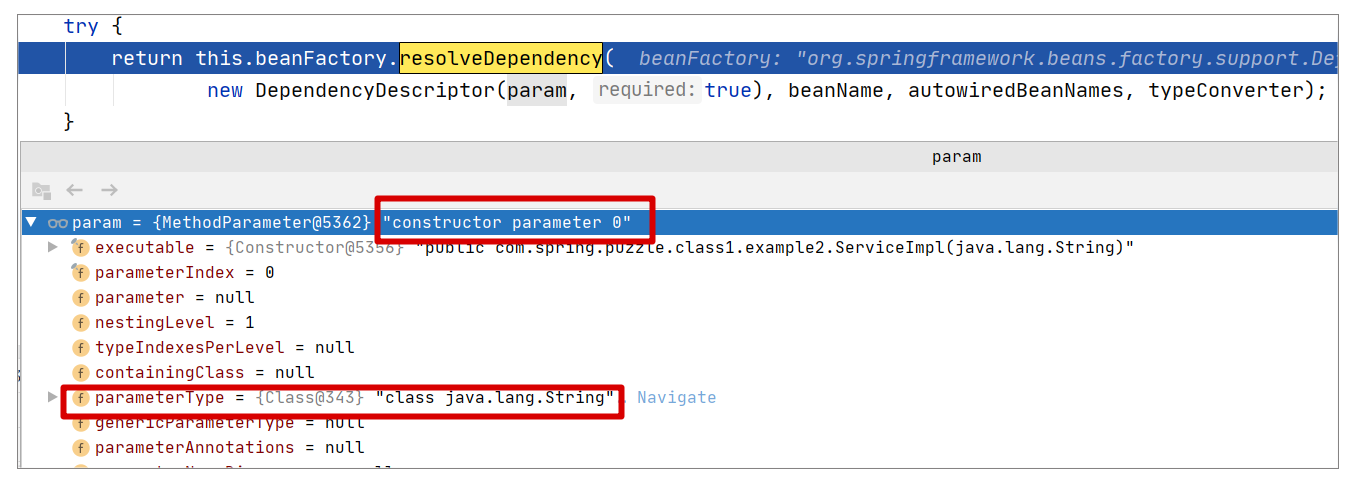 try {
return this.beanFactory.resolveDependency( beanFactory: "org.springframework.beans.factory.support.De
new DependencyDescriptor(param, required: true), beanName, autowiredBeanNames, typeConverter);
}
param
param = {MethodParameter@5362} "constructor parameter 0"
executable = {Constructor@5358} "public com.spring.puzzle.class1.example2.ServiceImpl(java.lang.String)"
parameterIndex = 0
parameter = null
nestingLevel = 1
typeIndexesPerLevel = null
containingClass = null
parameterType = {Class@343} "class java.lang.String" Navigate
genericParameterType = null
parameterAnnotations = null